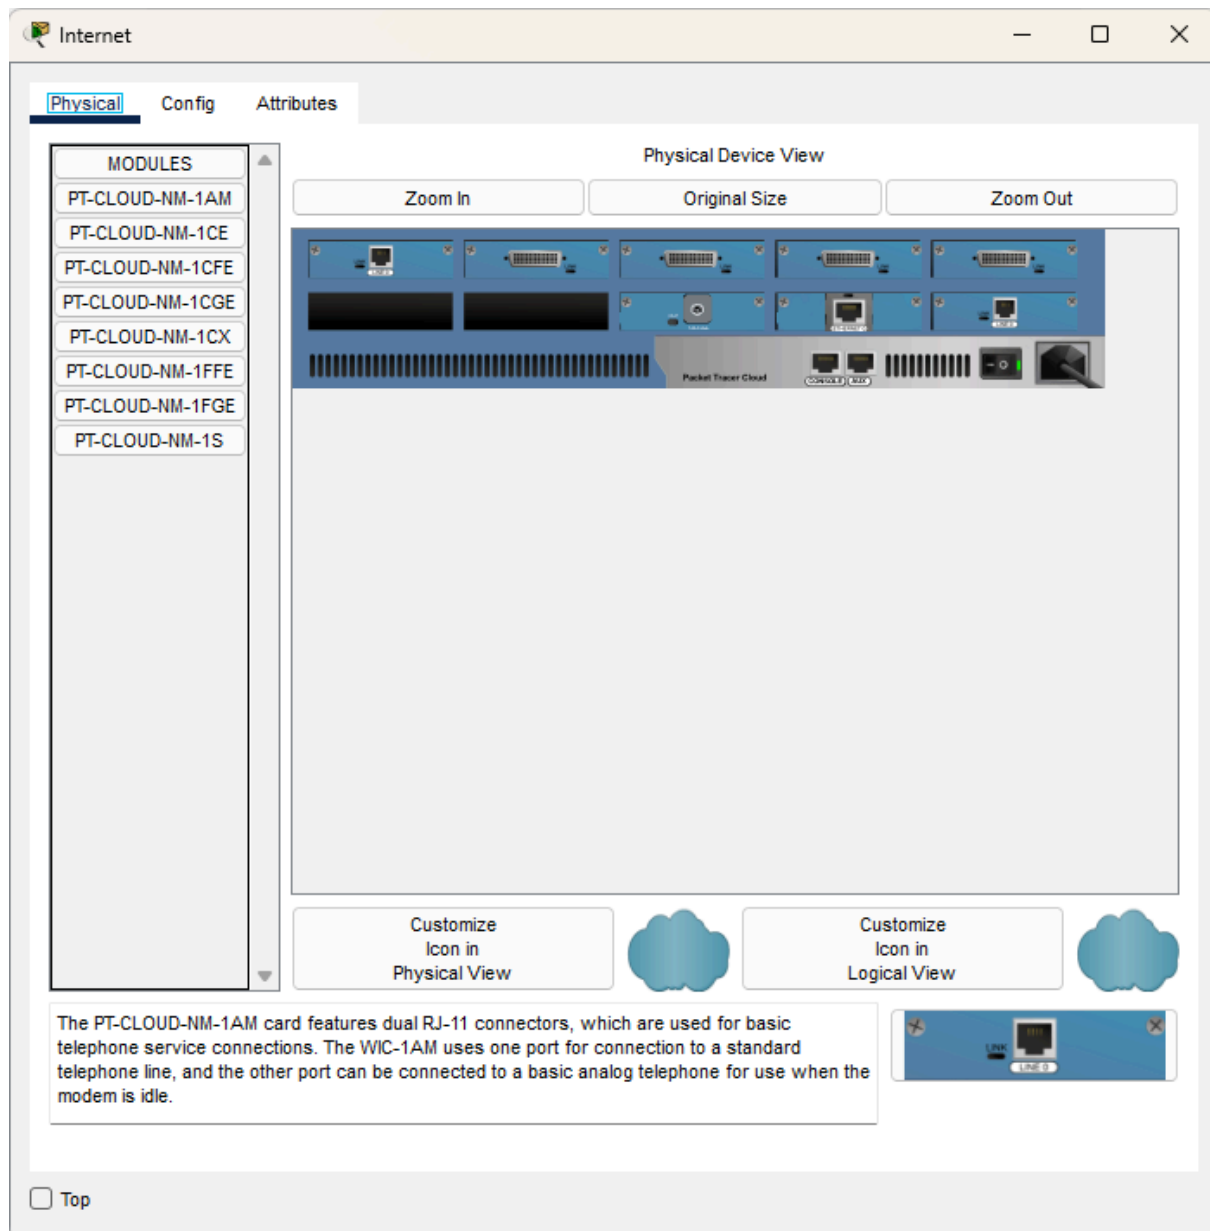 Internet
Physical Config Attributes
MODULES
PT-CLOUD-NM-1AM
PT-CLOUD-NM-1CE
PT-CLOUD-NM-1CFE
PT-CLOUD-NM-1CGE
PT-CLOUD-NM-1CX
PT-CLOUD-NM-1FFE
PT-CLOUD-NM-1FGE
PT-CLOUD-NM-1S
Physical Device View
Zoom In Original Size Zoom Out
LINE 0
ETHERNET 0
Packet Tracer Cloud
CONSOLE AUX
Customize
Icon in
Physical View
Customize
Icon in
Logical View
The PT-CLOUD-NM-1AM card features dual RJ-11 connectors, which are used for basic
telephone service connections. The WIC-1AM uses one port for connection to a standard
telephone line, and the other port can be connected to a basic analog telephone for use when the
modem is idle.
LINK
LINE 0
Top